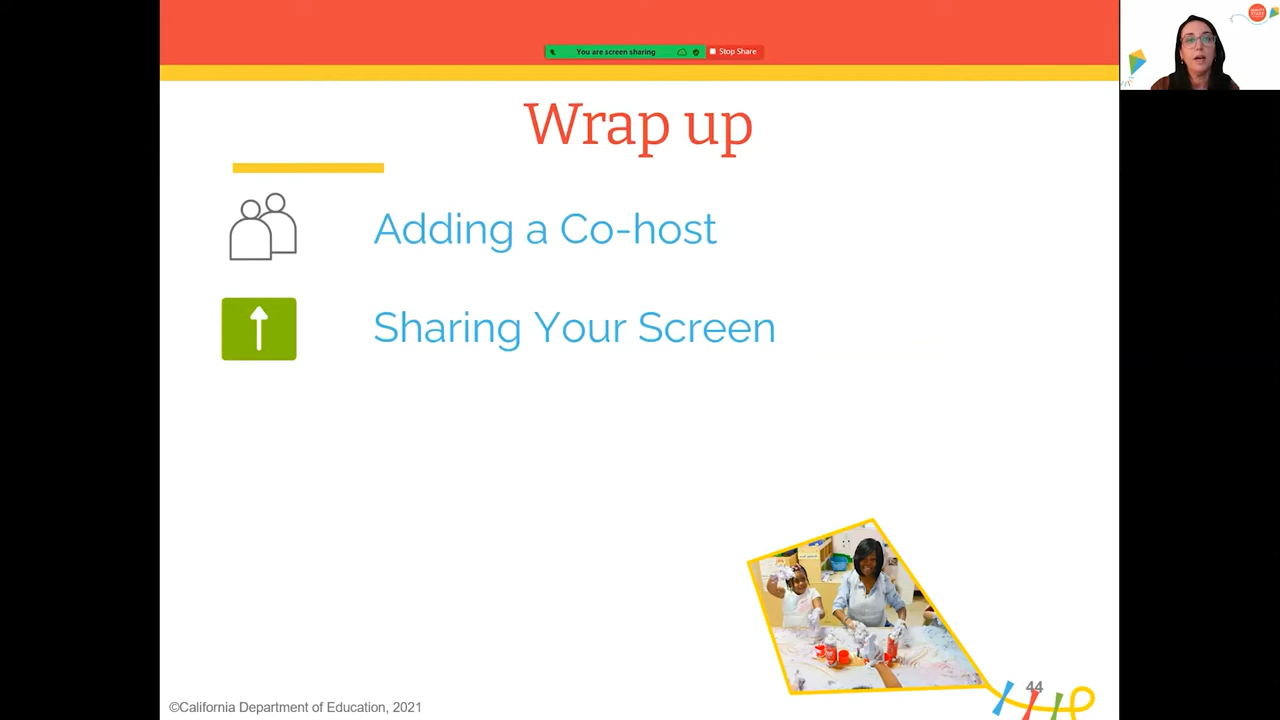 You are screen sharing
Stop Share
Wrap up
Adding a Co-host
Sharing Your Screen
44
©California Department of Education, 2021